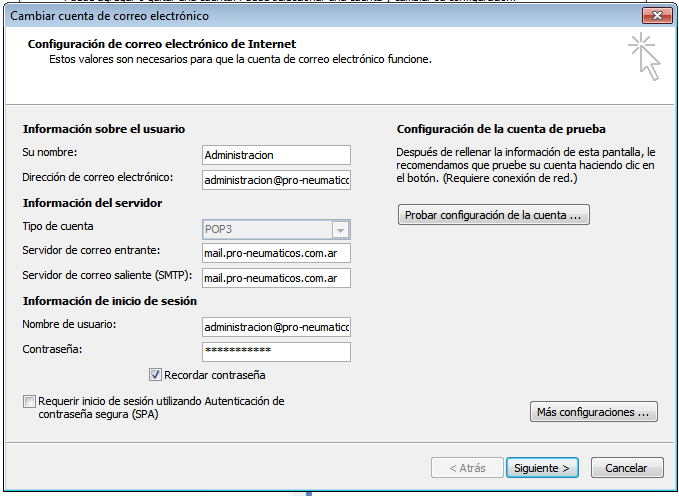 Cambiar cuenta de correo electrónico
Configuración de correo electrónico de Internet
Estos valores son necesarios para que la cuenta de correo electrónico funcione.
Información sobre el usuario
Su nombre:
Administracion
Dirección de correo electrónico:
administracion@pro-neumatico
Información del servidor
Tipo de cuenta
POP3
Servidor de correo entrante:
mail.pro-neumaticos.com.ar
Servidor de correo saliente (SMTP):
mail.pro-neumaticos.com.ar
Información de inicio de sesión
Nombre de usuario:
administracion@pro-neumatico
Contraseña:
***********
Recordar contraseña
Requerir inicio de sesión utilizando Autenticación de
contraseña segura (SPA)
Configuración de la cuenta de prueba
Después de rellenar la información de esta pantalla, le
recomendamos que pruebe su cuenta haciendo clic en
el botón. (Requiere conexión de red.)
Probar configuración de la cuenta ...
Más configuraciones ...
< Atrás
Siguiente >
Cancelar